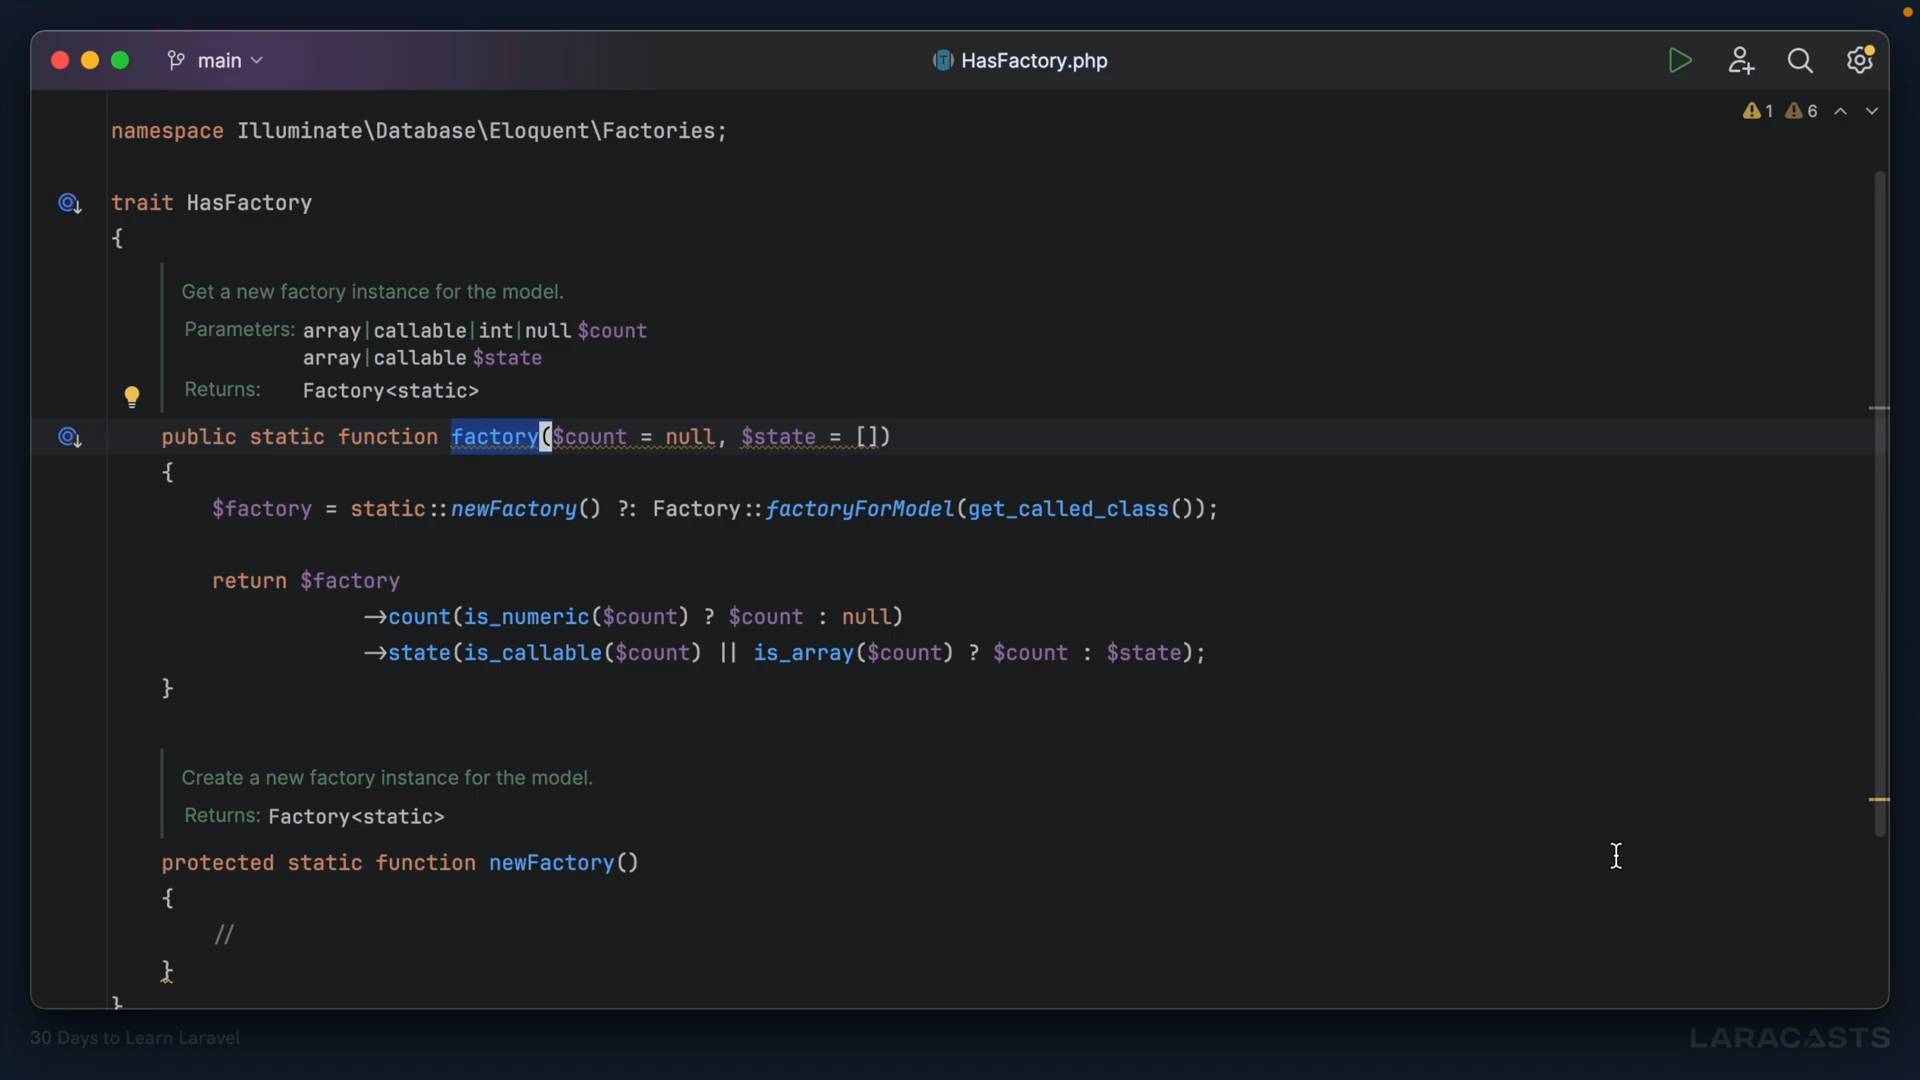 main
HasFactory.php
1 6
namespace Illuminate\Database\Eloquent\Factories;
trait HasFactory
{
Get a new factory instance for the model.
Parameters: array|callable|int|null $count
array|callable $state
Returns: Factory<static>
public static function factory($count = null, $state = [])
{
$factory = static::newFactory() ?: Factory::factoryForModel(get_called_class());
return $factory
->count(is_numeric($count) ? $count : null)
->state(is_callable($count) || is_array($count) ? $count : $state);
}
Create a new factory instance for the model.
Returns: Factory<static>
protected static function newFactory()
{
//
}
}
30 Days to Learn Laravel
LARACASTS